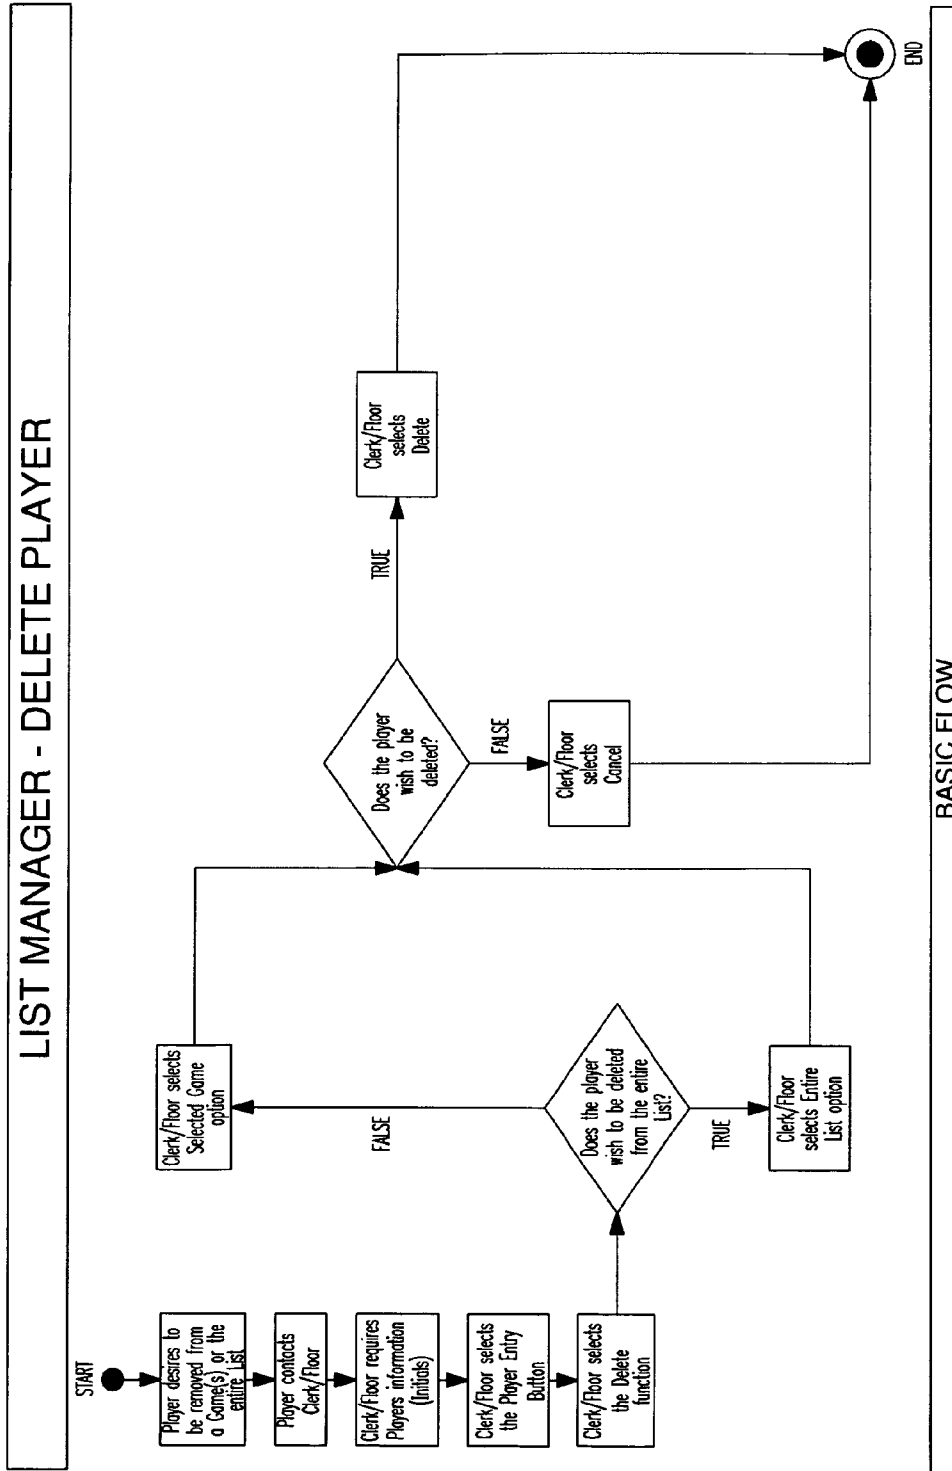 LIST MANAGER - DELETE PLAYER
START
Player desires to
be removed from
a Game(s) or the
entire List
Player contacts
Clerk/Floor
Clerk/Floor requires
Players information
(Initials)
Clerk/Floor selects
the Player Entry
Button
Clerk/Floor selects
the Delete
function
Does the player
wish to be deleted
from the entire
List?
FALSE
Clerk/Floor selects
Selected Game
option
TRUE
Clerk/Floor
selects Entire
List option
Does the player
wish to be
deleted?
FALSE
Clerk/Floor
selects
Cancel
TRUE
Clerk/Floor
selects
Delete
END
BASIC FLOW